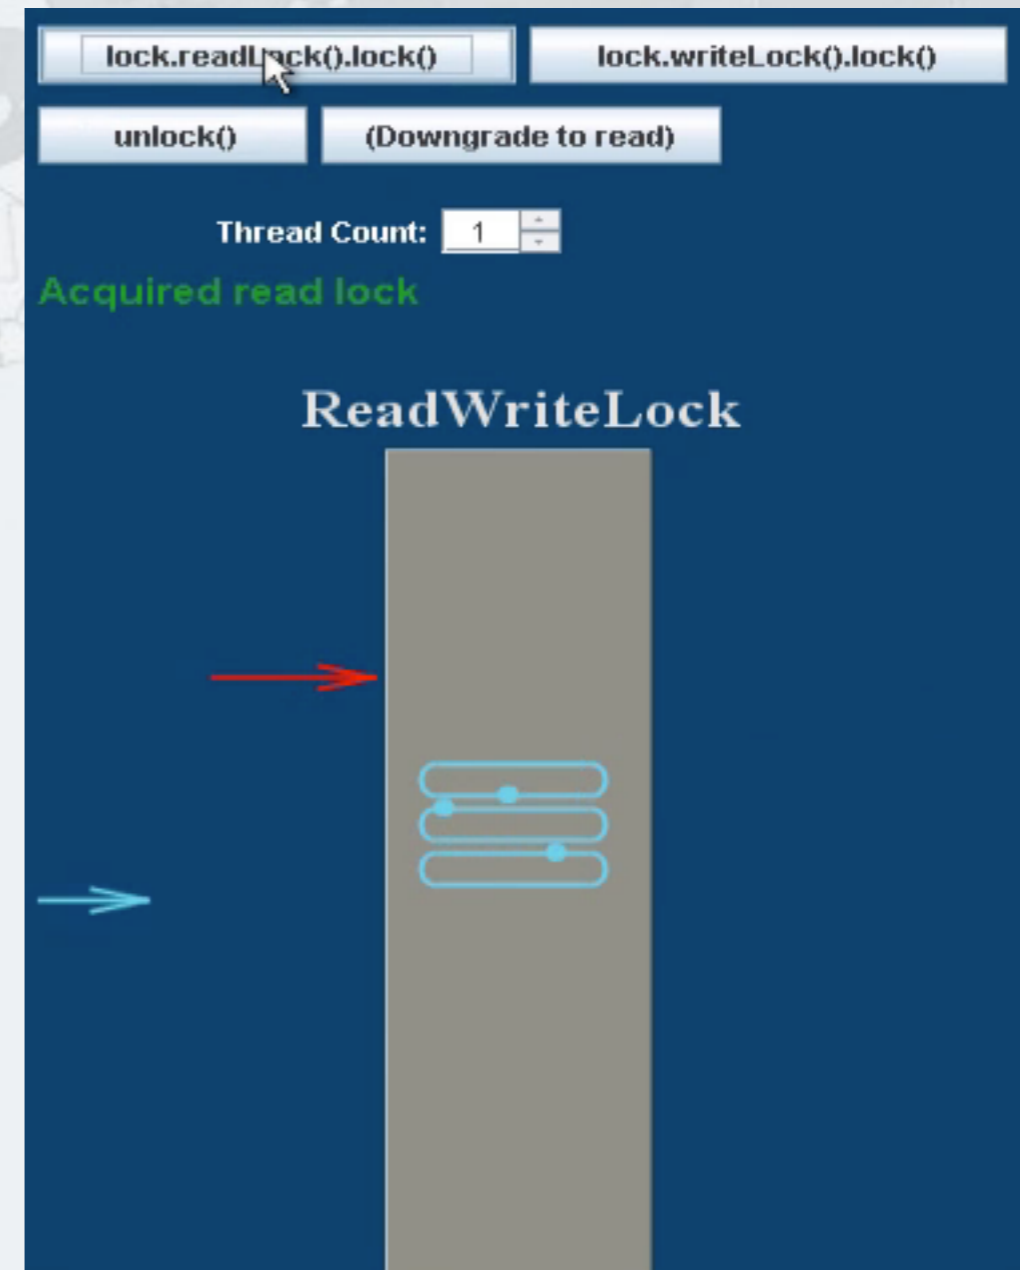 lock.readLock().lock() lock.writeLock().lock()
unlock() (Downgrade to read)
Thread Count: 1
Acquired read lock
ReadWriteLock